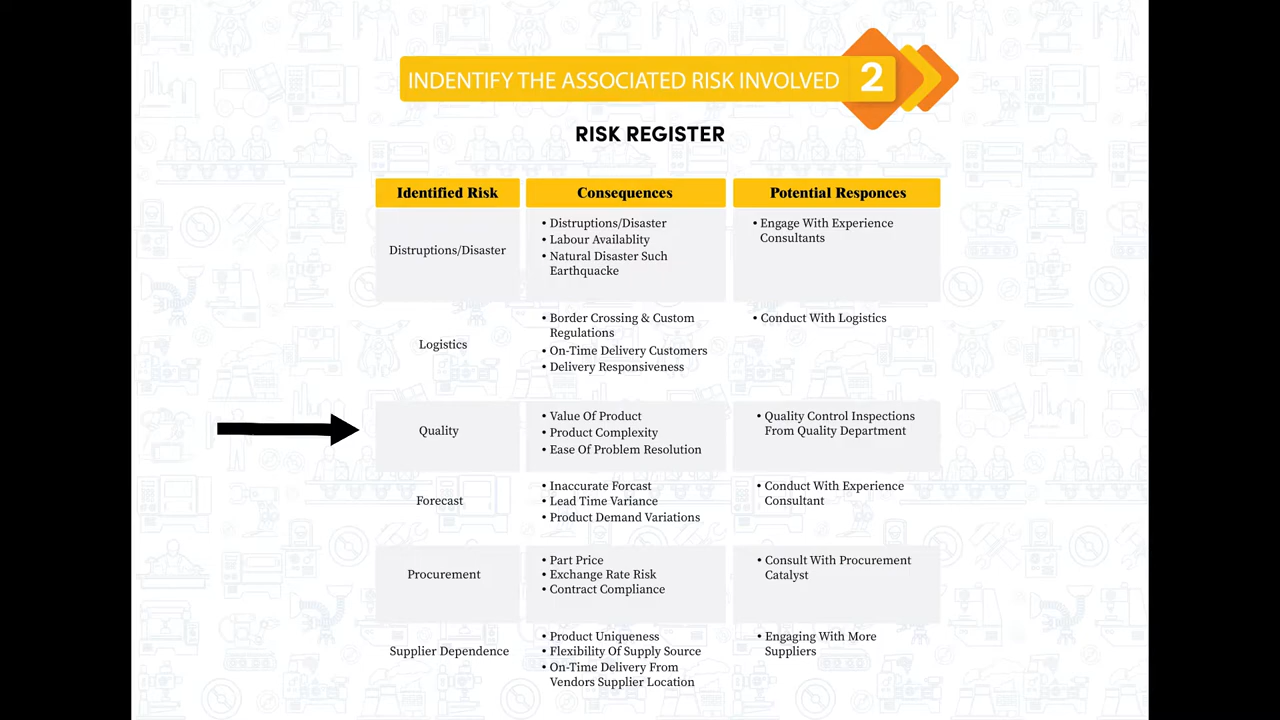 INDENTIFY THE ASSOCIATED RISK INVOLVED 2
RISK REGISTER
Identified Risk Consequences Potential Responces
Distruptions/Disaster
• Distruptions/Disaster
• Labour Availablity
• Natural Disaster Such
Earthquacke
• Engage With Experience
Consultants
Logistics
• Border Crossing & Custom
Regulations
• On-Time Delivery Customers
• Delivery Responsiveness
• Conduct With Logistics
Quality
• Value Of Product
• Product Complexity
• Ease Of Problem Resolution
• Quality Control Inspections
From Quality Department
Forecast
• Inaccurate Forcast
• Lead Time Variance
• Product Demand Variations
• Conduct With Experience
Consultant
Procurement
• Part Price
• Exchange Rate Risk
• Contract Compliance
• Consult With Procurement
Catalyst
Supplier Dependence
• Product Uniqueness
• Flexibility Of Supply Source
• On-Time Delivery From
Vendors Supplier Location
• Engaging With More
Suppliers